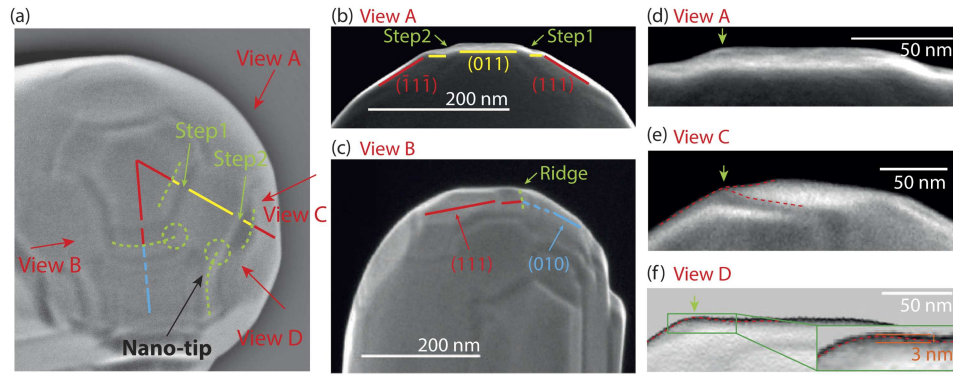 (a)
View A
Step1
Step2
View C
View B
View D
Nano-tip
(b) View A
Step2
Step1
(011)
(1̄11̄)
(111)
200 nm
(c) View B
Ridge
(111)
(010)
200 nm
(d) View A
50 nm
(e) View C
50 nm
(f) View D
50 nm
3 nm